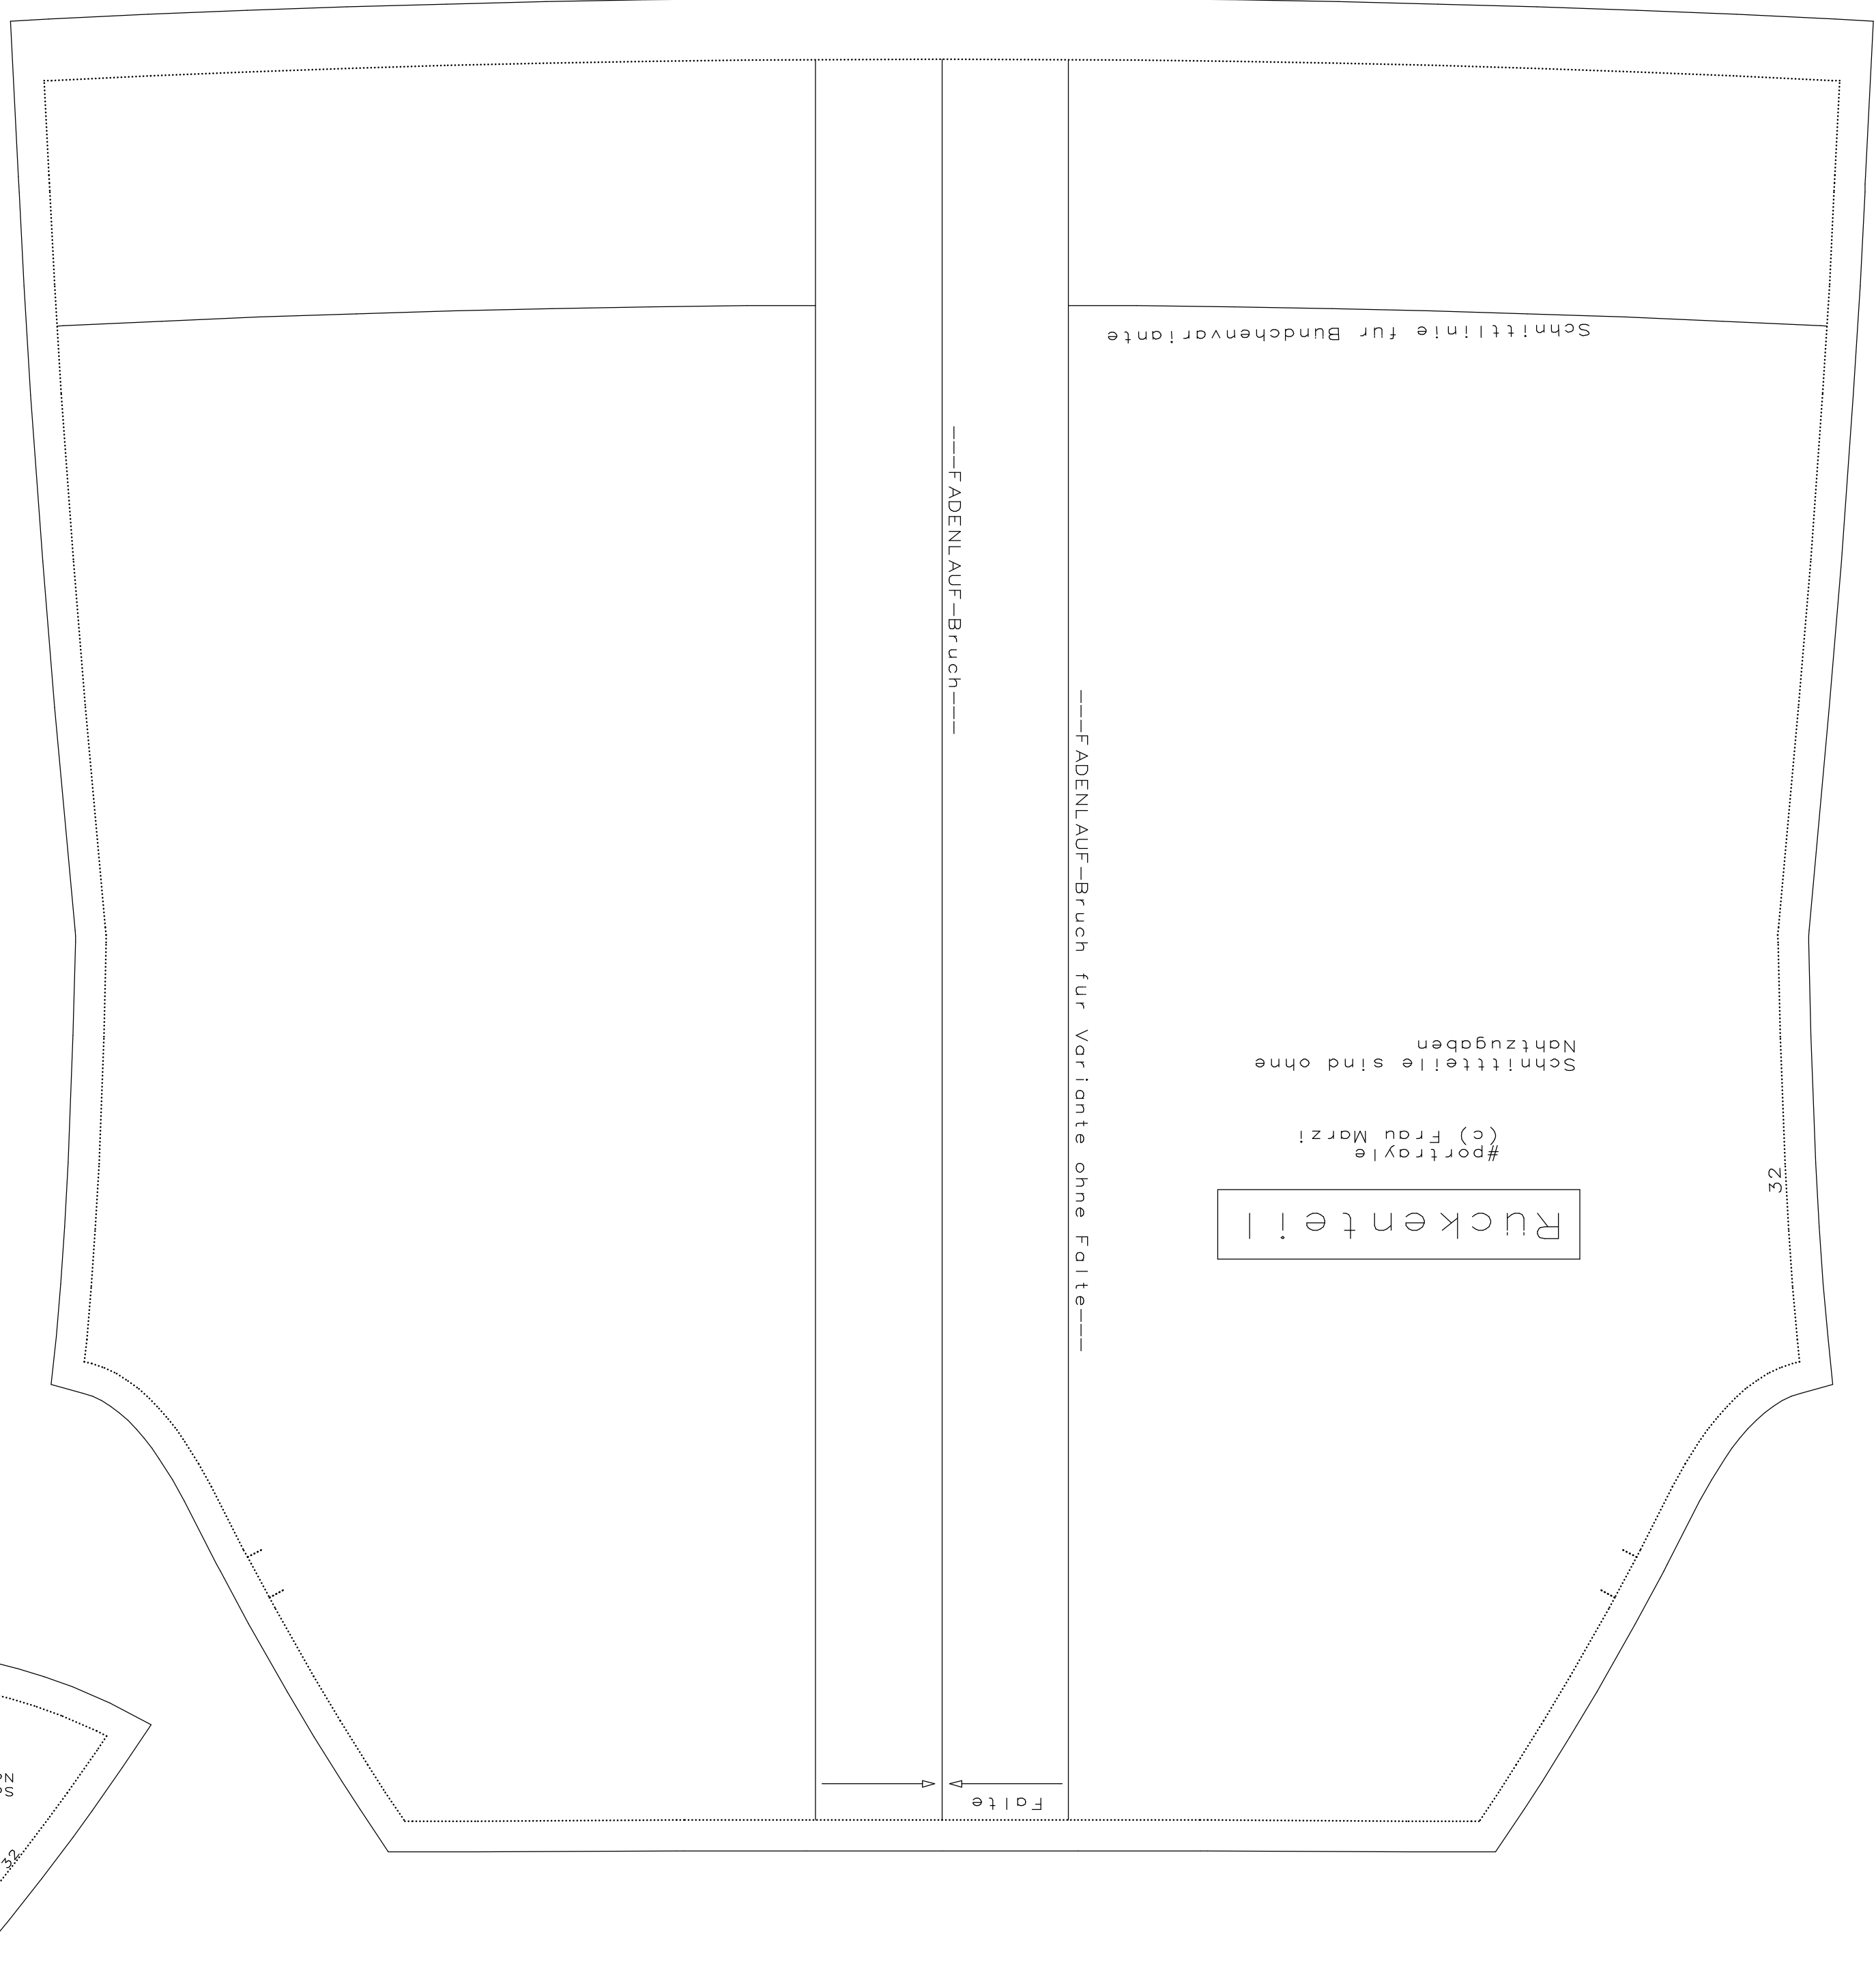 Rückenteil
#portrayle
(c) Frau Marzi
Schnittteile sind ohne
Nahtzugaben
Schnittlinie fur Bundchenvariante
---FADENLAUF-Bruch---
---FADENLAUF-Bruch fur Variante ohne Falte---
Falte
32
32